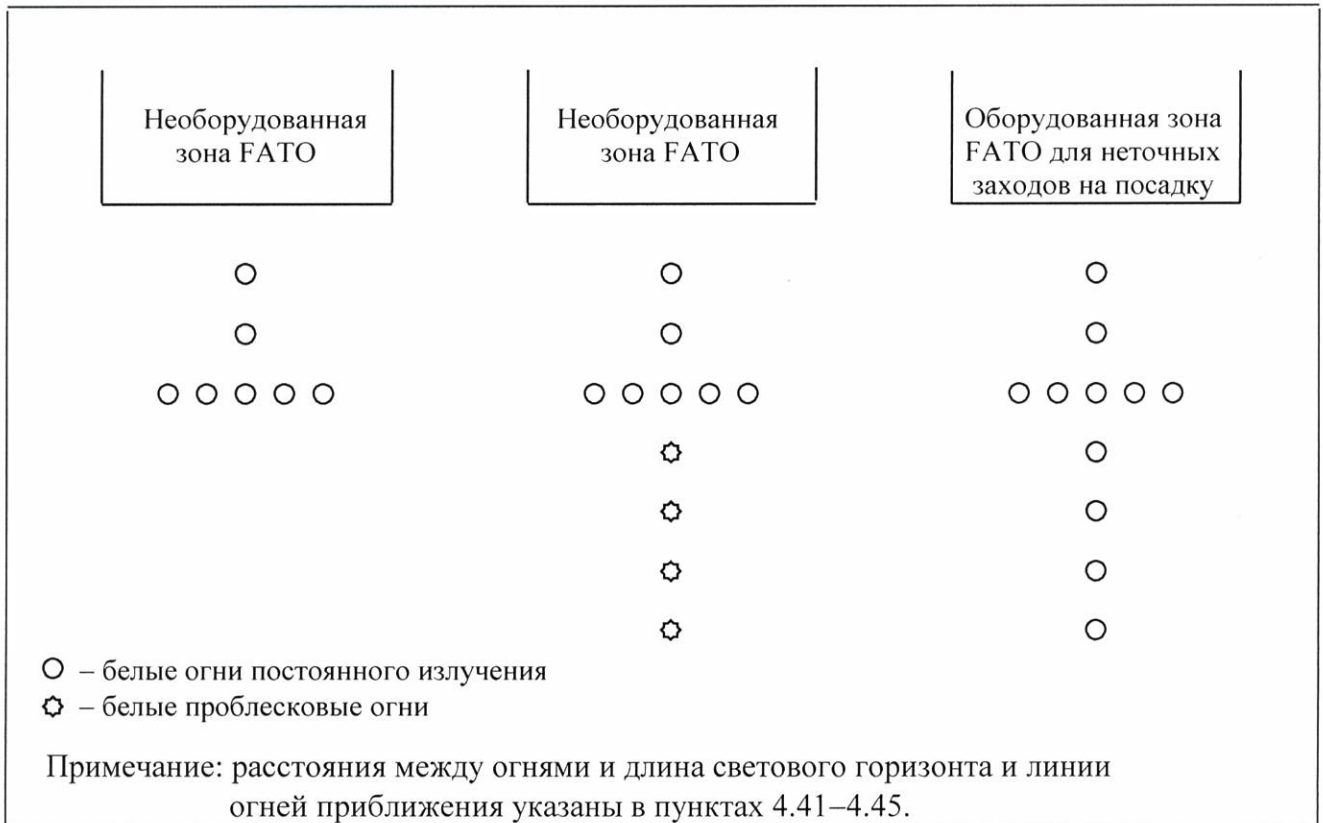 Необорудованная
зона FATO
Необорудованная
зона FATO
Оборудованная зона
FATO для неточных
заходов на посадку
– белые огни постоянного излучения
– белые проблесковые огни
Примечание: расстояния между огнями и длина светового горизонта и линии
огней приближения указаны в пунктах 4.41–4.45.